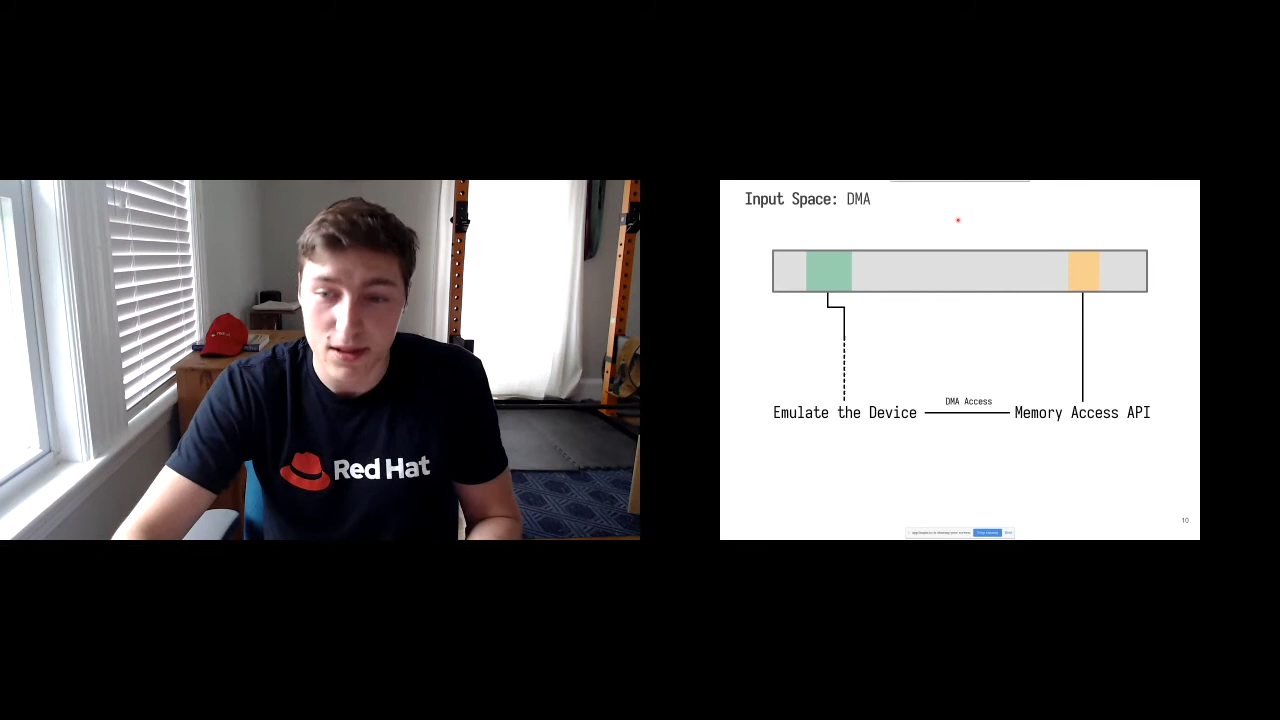 Red Hat
Input Space: DMA
DMA Access
Emulate the Device
Memory Access API
10